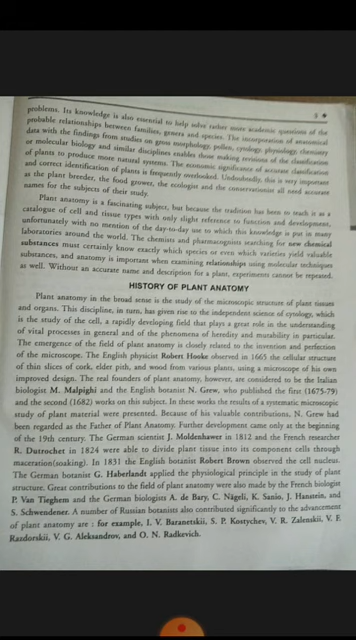 3 ◆
problems. Its knowledge is also essential to help solve rather more academic questions of the
probable relationships between families, genera and species. The incorporation of anatomical
data with the findings from studies on gross morphology, pollen, cytology, physiology, chemistry
or molecular biology and similar disciplines enables those making revisions of the classification
of plants to produce more natural systems. The economic significance of accurate classification
and correct identification of plants is frequently overlooked. Undoubtedly, this is very important
as the plant breeder, the food grower, the ecologist and the conservationist all need accurate
names for the subjects of their study.
Plant anatomy is a fascinating subject, but because the tradition has been to teach it as a
catalogue of cell and tissue types with only slight reference to function and development,
unfortunately with no mention of the day-to-day use to which this knowledge is put in many
laboratories around the world. The chemists and pharmacologists searching for new chemical
substances must certainly know exactly which species or even which varieties yield valuable
substances, and anatomy is important when examining relationships using molecular techniques
as well. Without an accurate name and description for a plant, experiments cannot be repeated.
HISTORY OF PLANT ANATOMY
Plant anatomy in the broad sense is the study of the microscopic structure of plant tissues
and organs. This discipline, in turn, has given rise to the independent science of cytology, which
is the study of the cell, a rapidly developing field that plays a great role in the understanding
of vital processes in general and of the phenomena of heredity and mutability in particular.
The emergence of the field of plant anatomy is closely related to the invention and perfection
of the microscope. The English physicist Robert Hooke observed in 1665 the cellular structure
of thin slices of cork, elder pith, and wood from various plants, using a microscope of his own
improved design. The real founders of plant anatomy, however, are considered to be the Italian
biologist M. Malpighi and the English botanist N. Grew, who published the first (1675-79)
and the second (1682) works on this subject. In these works the results of a systematic microscopic
study of plant material were presented. Because of his valuable contributions, N. Grew had
been regarded as the Father of Plant Anatomy. Further development came only at the beginning
of the 19th century. The German scientist J. Moldenhawer in 1812 and the French researcher
R. Dutrochet in 1824 were able to divide plant tissue into its component cells through
maceration(soaking). In 1831 the English botanist Robert Brown observed the cell nucleus.
The German botanist G. Haberlandt applied the physiological principle in the study of plant
structure. Great contributions to the field of plant anatomy were also made by the French biologist
P. Van Tieghem and the German biologists A. de Bary, C. Nägeli, K. Sanio, J. Hanstein, and
S. Schwendener. A number of Russian botanists also contributed significantly to the advancement
of plant anatomy are : for example, I. V. Baranetskii, S. P. Kostychev, V. R. Zalenskii, V. F.
Razdorskii, V. G. Aleksandrov, and O. N. Radkevich.